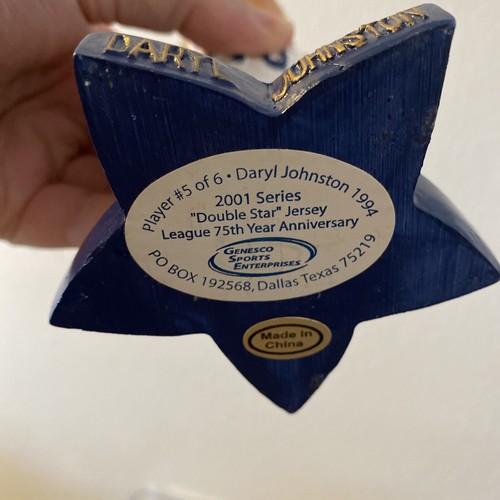 DARYL JOHNSTON
Player #5 of 6 • Daryl Johnston 1994
2001 Series
"Double Star" Jersey
League 75th Year Anniversary
GENESCO
SPORTS
ENTERPRISES
PO BOX 192568, Dallas Texas 75219
Made in
China